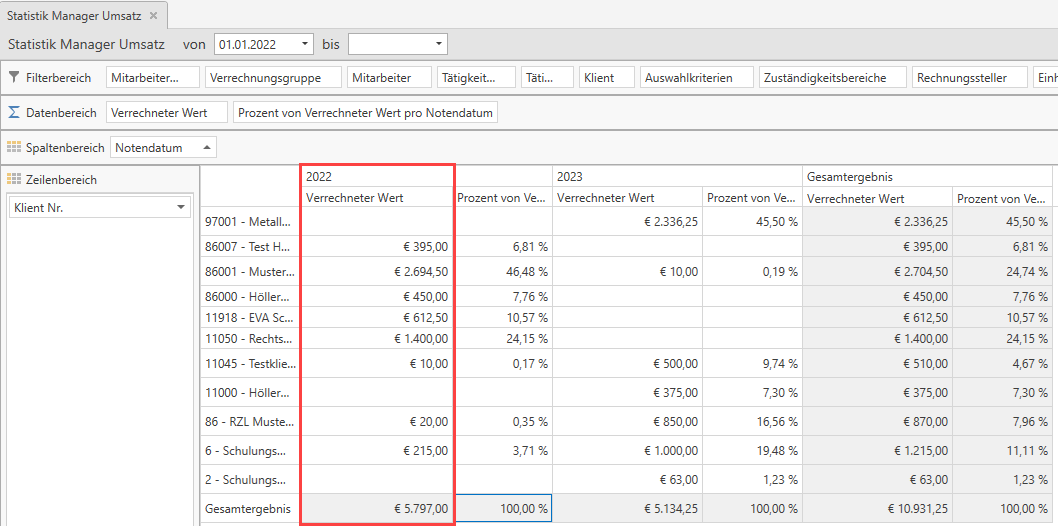 Statistik Manager Umsatz ×
Statistik Manager Umsatz von 01.01.2022 bis
Filterbereich Mitarbeiter... Verrechnungsgruppe Mitarbeiter Tätigkeit... Täti... Klient Auswahlkriterien Zuständigkeitsbereiche Rechnungssteller Einh
Datenbereich Verrechneter Wert Prozent von Verrechneter Wert pro Notendatum
Spaltenbereich Notendatum
Zeilenbereich
Klient Nr.
2022 2023 Gesamtergebnis
Verrechneter Wert Prozent von Ve... Verrechneter Wert Prozent von Ve... Verrechneter Wert Prozent von Ve...
97001 - Metall... € 2.336,25 45,50 % € 2.336,25 45,50 %
86007 - Test H... € 395,00 6,81 % € 395,00 6,81 %
86001 - Muster... € 2.694,50 46,48 % € 10,00 0,19 % € 2.704,50 24,74 %
86000 - Höller... € 450,00 7,76 % € 450,00 7,76 %
11918 - EVA Sc... € 612,50 10,57 % € 612,50 10,57 %
11050 - Rechts... € 1.400,00 24,15 % € 1.400,00 24,15 %
11045 - Testklie... € 10,00 0,17 % € 500,00 9,74 % € 510,00 4,67 %
11000 - Höller... € 375,00 7,30 % € 375,00 7,30 %
86 - RZL Muste... € 20,00 0,35 % € 850,00 16,56 % € 870,00 7,96 %
6 - Schulungs... € 215,00 3,71 % € 1.000,00 19,48 % € 1.215,00 11,11 %
2 - Schulungs... € 63,00 1,23 % € 63,00 1,23 %
Gesamtergebnis € 5.797,00 100,00 % € 5.134,25 100,00 % € 10.931,25 100,00 %